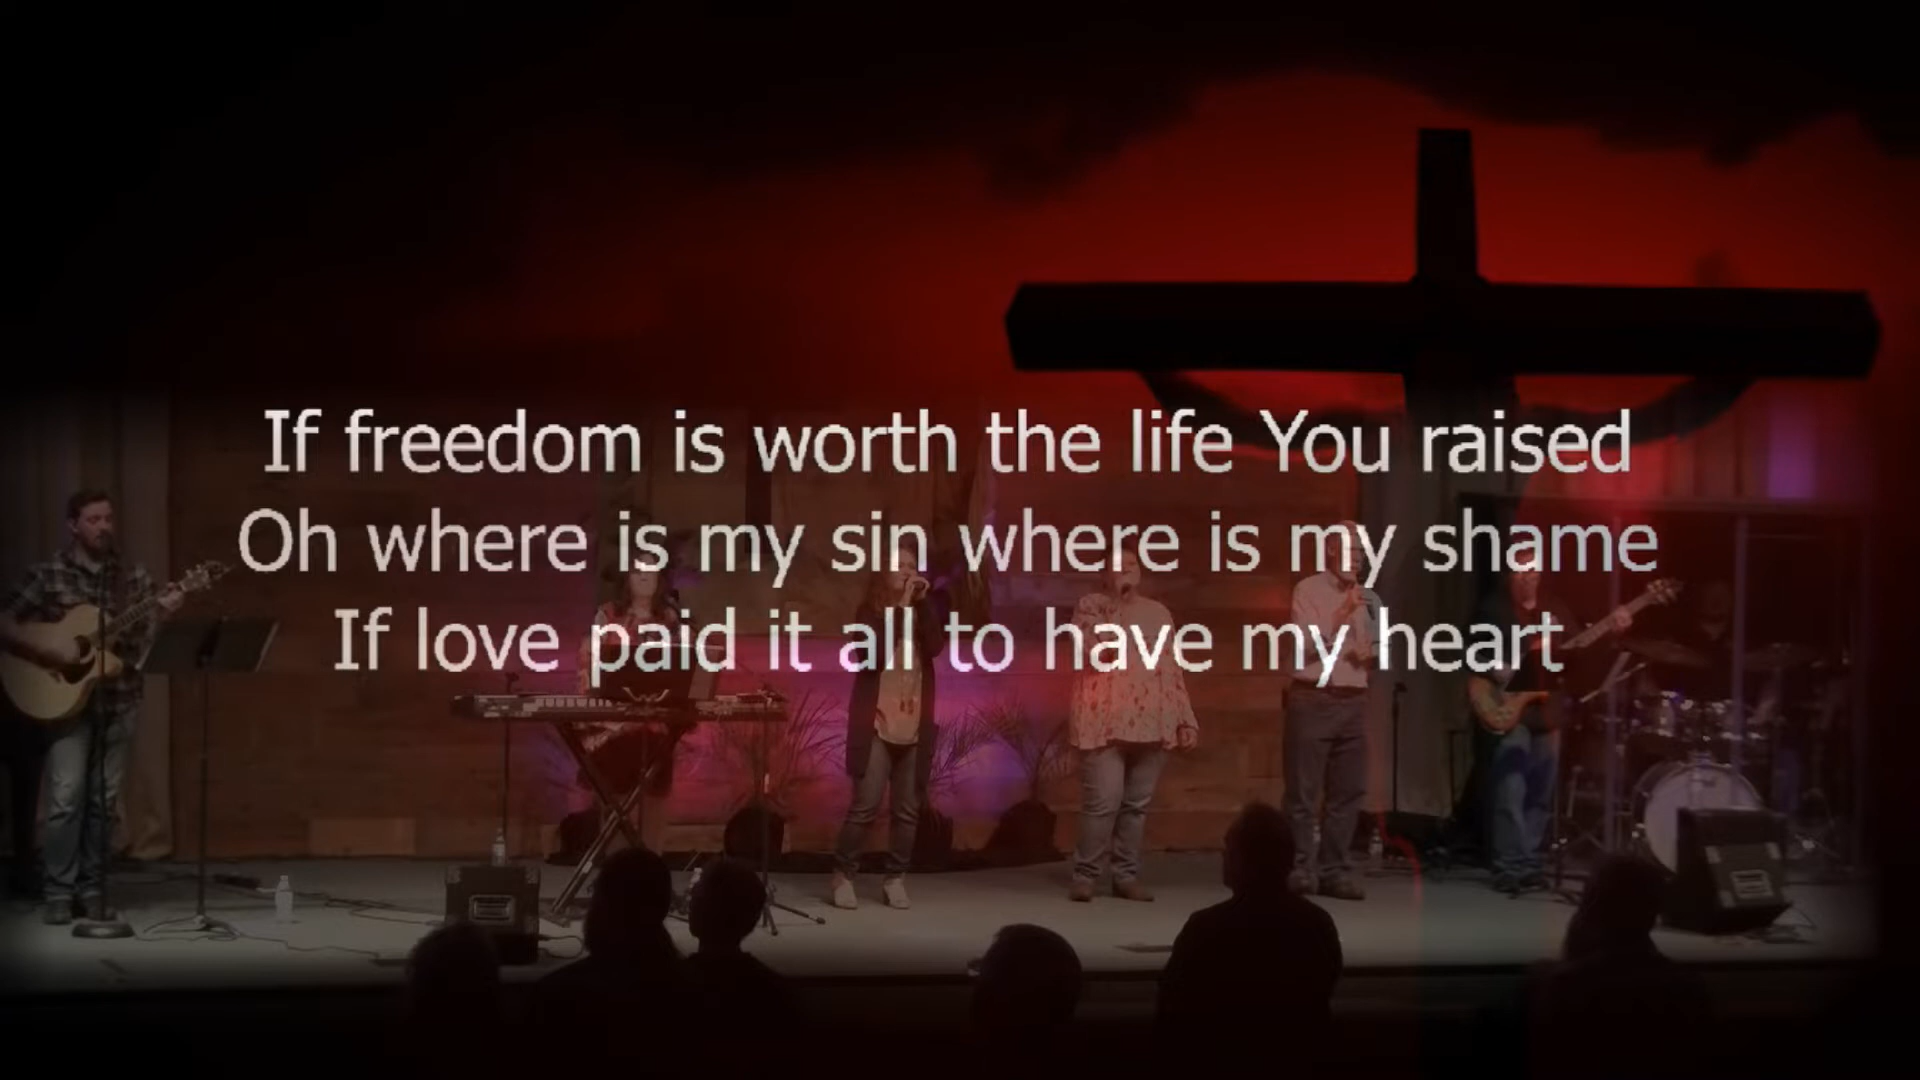 If freedom is worth the life You raised
Oh where is my sin where is my shame
If love paid it all to have my heart